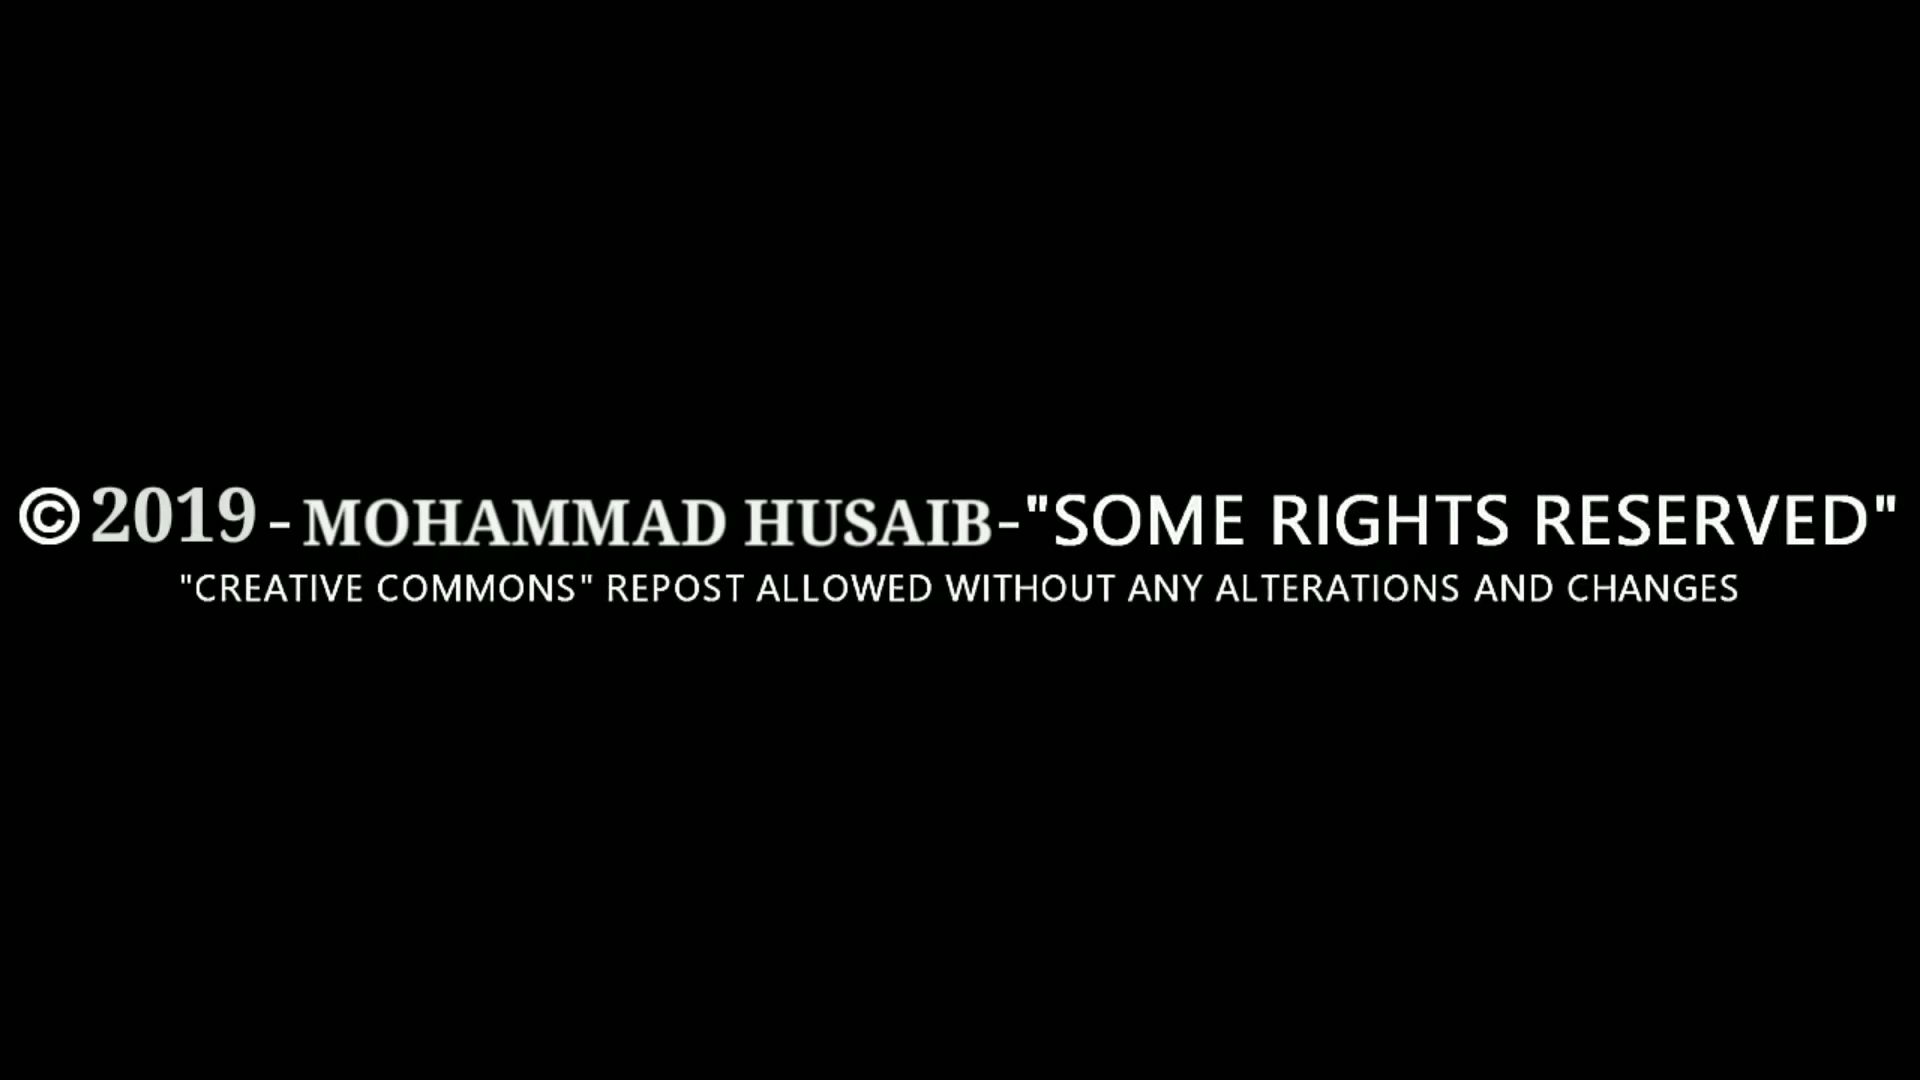 ©2019-MOHAMMAD HUSAIB-"SOME RIGHTS RESERVED"
"CREATIVE COMMONS" REPOST ALLOWED WITHOUT ANY ALTERATIONS AND CHANGES